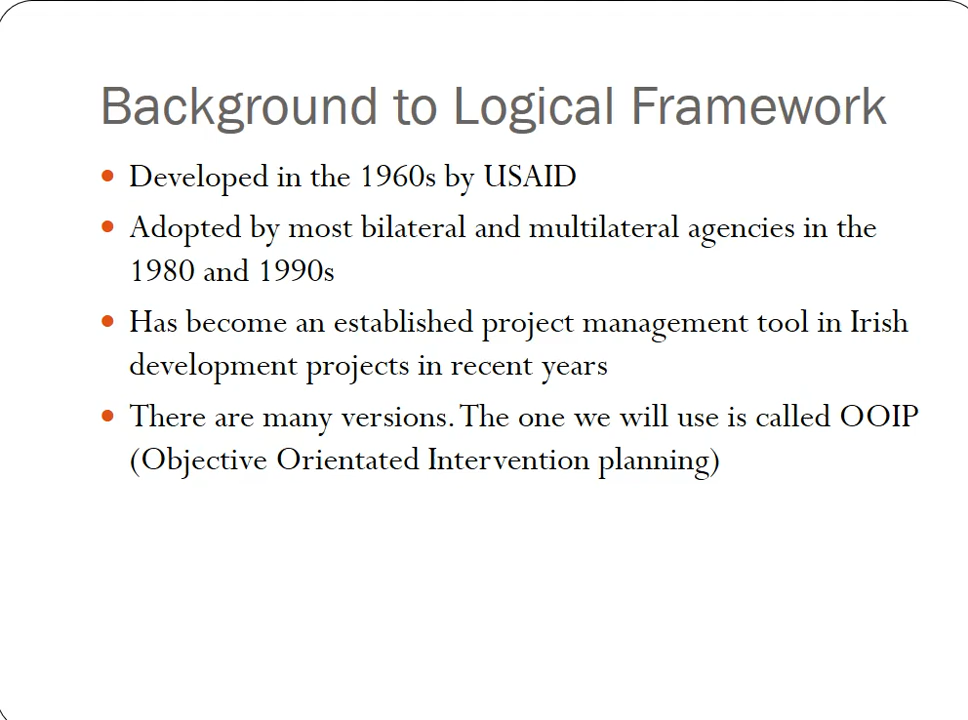 Background to Logical Framework
Developed in the 1960s by USAID
Adopted by most bilateral and multilateral agencies in the
1980 and 1990s
Has become an established project management tool in Irish
development projects in recent years
There are many versions. The one we will use is called OOIP
(Objective Orientated Intervention planning)